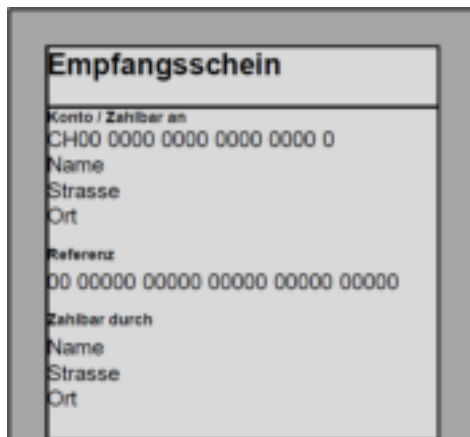 Empfangsschein
Konto / Zahlbar an
CH00 0000 0000 0000 0000 0
Name
Strasse
Ort
Referenz
00 00000 00000 00000 00000 00000
Zahlbar durch
Name
Strasse
Ort